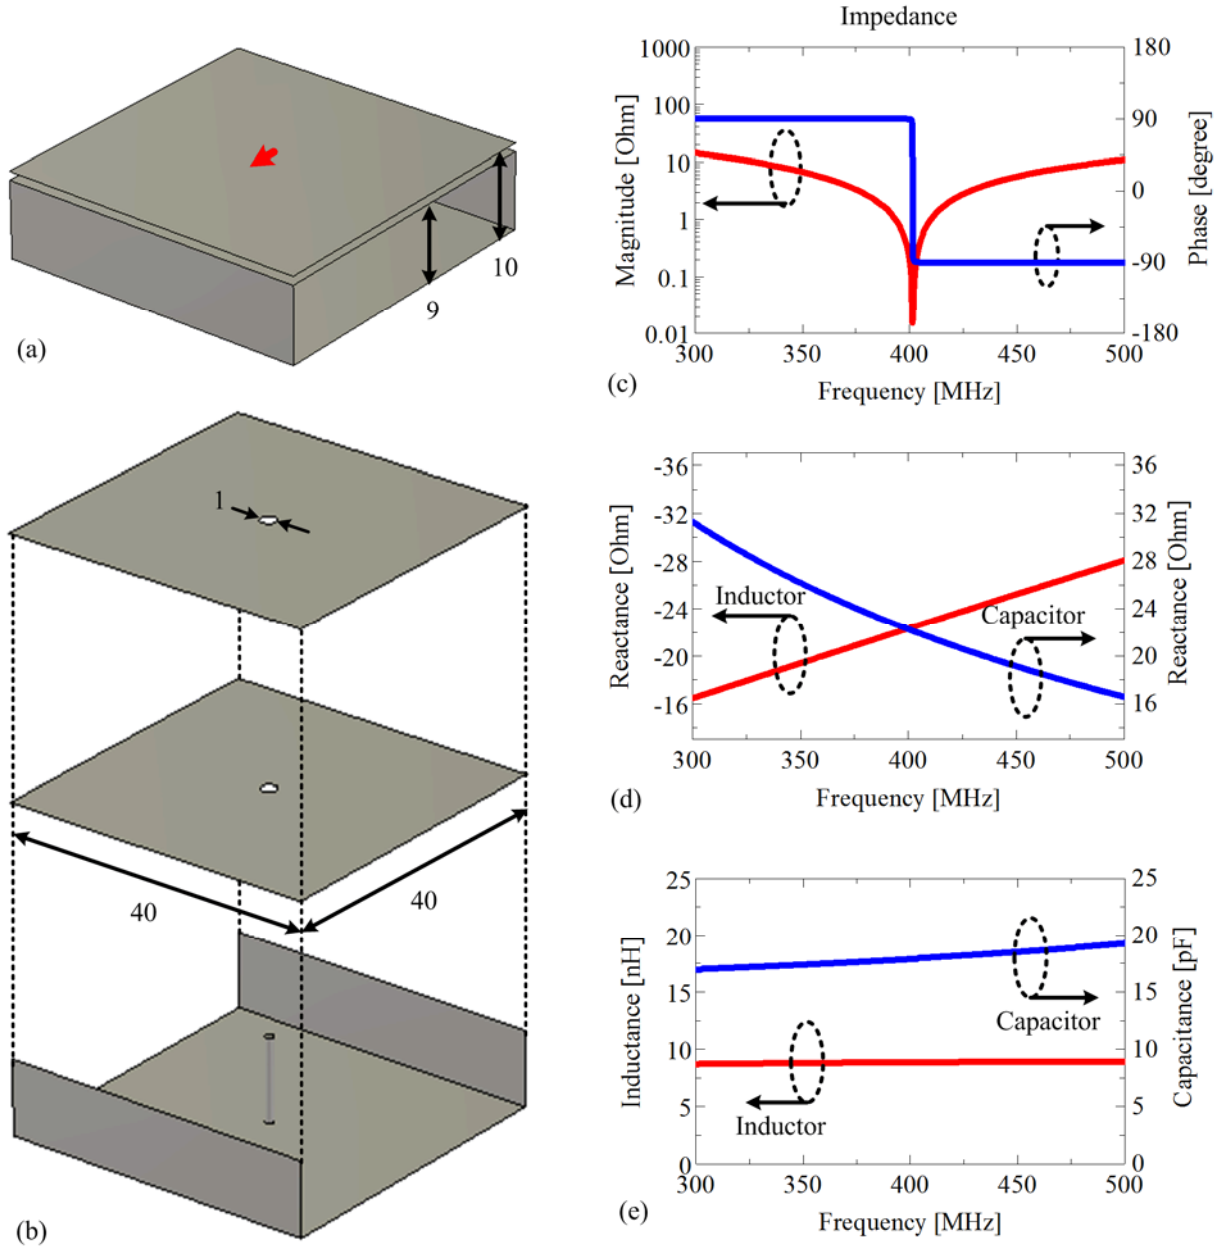 10
9
(a)
1
40
40
(b)
Impedance
1000
100
10
1
0.1
0.01
Magnitude [Ohm]
180
90
0
-90
-180
Phase [degree]
300 350 400 450 500
Frequency [MHz]
(c)
-36
-32
-28
-24
-20
-16
Reactance [Ohm]
36
32
28
24
20
16
Reactance [Ohm]
Inductor
Capacitor
300 350 400 450 500
Frequency [MHz]
(d)
25
20
15
10
5
0
Inductance [nH]
25
20
15
10
5
0
Capacitance [pF]
Capacitor
Inductor
300 350 400 450 500
Frequency [MHz]
(e)